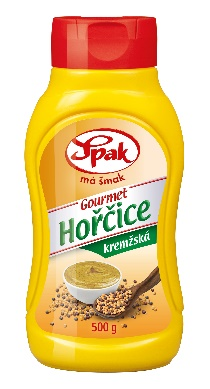 Spak
má šmak
Gourmet
Hořčice
kremžská
500 g